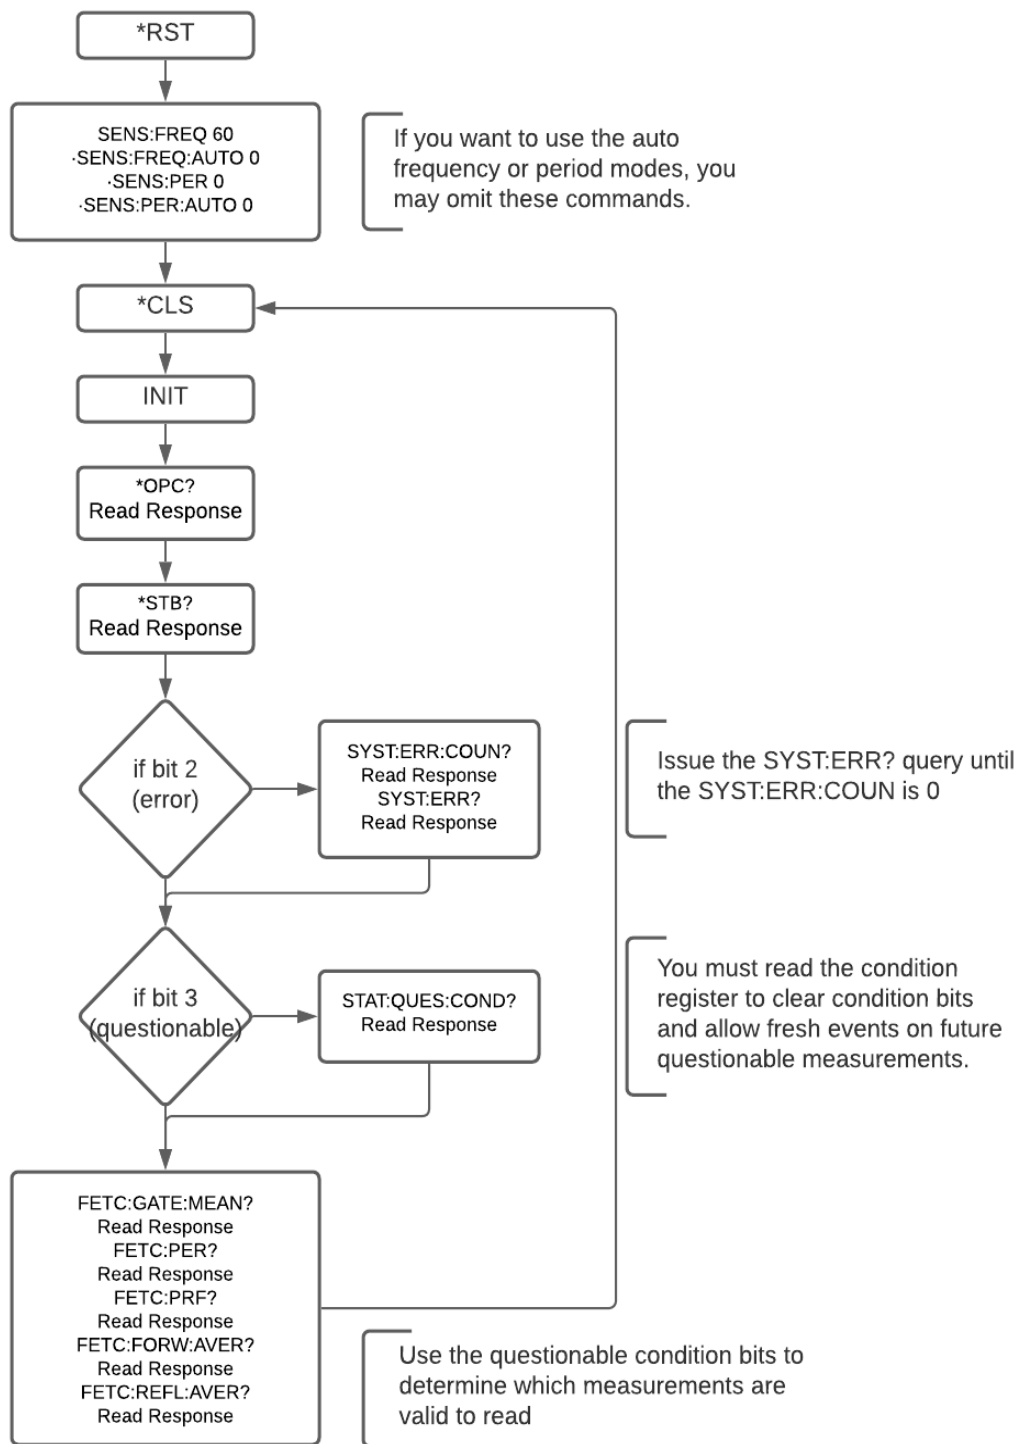 *RST
SENS:FREQ 60
·SENS:FREQ:AUTO 0
·SENS:PER 0
·SENS:PER:AUTO 0
If you want to use the auto
frequency or period modes, you
may omit these commands.
*CLS
INIT
*OPC?
Read Response
*STB?
Read Response
if bit 2
(error)
SYST:ERR:COUN?
Read Response
SYST:ERR?
Read Response
Issue the SYST:ERR? query until
the SYST:ERR:COUN is 0
if bit 3
(questionable)
STAT:QUES:COND?
Read Response
You must read the condition
register to clear condition bits
and allow fresh events on future
questionable measurements.
FETC:GATE:MEAN?
Read Response
FETC:PER?
Read Response
FETC:PRF?
Read Response
FETC:FORW:AVER?
Read Response
FETC:REFL:AVER?
Read Response
Use the questionable condition bits to
determine which measurements are
valid to read